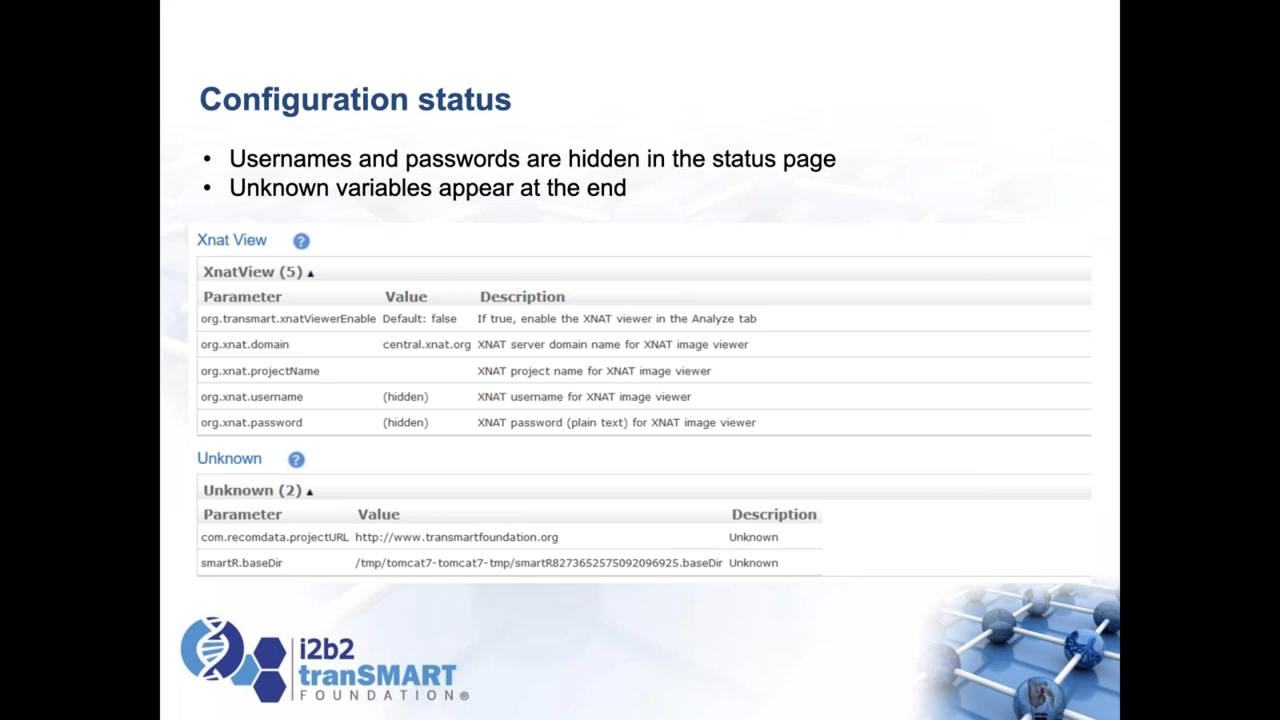 Configuration status
• Usernames and passwords are hidden in the status page
• Unknown variables appear at the end
Xnat View ?
XnatView (5) ▲
Parameter Value Description
org.transmart.xnatViewerEnable Default: false If true, enable the XNAT viewer in the Analyze tab
org.xnat.domain central.xnat.org XNAT server domain name for XNAT image viewer
org.xnat.projectName XNAT project name for XNAT image viewer
org.xnat.username (hidden) XNAT username for XNAT image viewer
org.xnat.password (hidden) XNAT password (plain text) for XNAT image viewer
Unknown ?
Unknown (2) ▲
Parameter Value Description
com.recomdata.projectURL http://www.transmartfoundation.org Unknown
smartR.baseDir /tmp/tomcat7-tomcat7-tmp/smartR8273652575092096925.baseDir Unknown
i2b2
tranSMART
FOUNDATION®